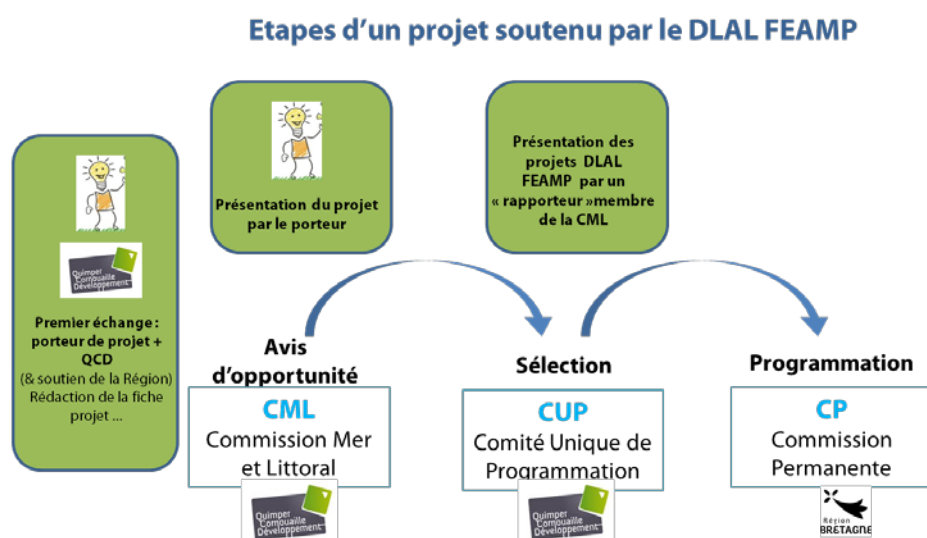 Etapes d'un projet soutenu par le DLAL FEAMP
Quimper
Cornouaille
Développement
Premier échange :
porteur de projet +
QCD
(& soutien de la Région)
Rédaction de la fiche
projet ...
Présentation du projet
par le porteur
Présentation des
projets DLAL
FEAMP par un
« rapporteur »membre
de la CML
Avis
d'opportunité
CML
Commission Mer
et Littoral
Quimper
Cornouaille
Développement
Sélection
CUP
Comité Unique de
Programmation
Quimper
Cornouaille
Développement
Programmation
CP
Commission
Permanente
Région
BRETAGNE